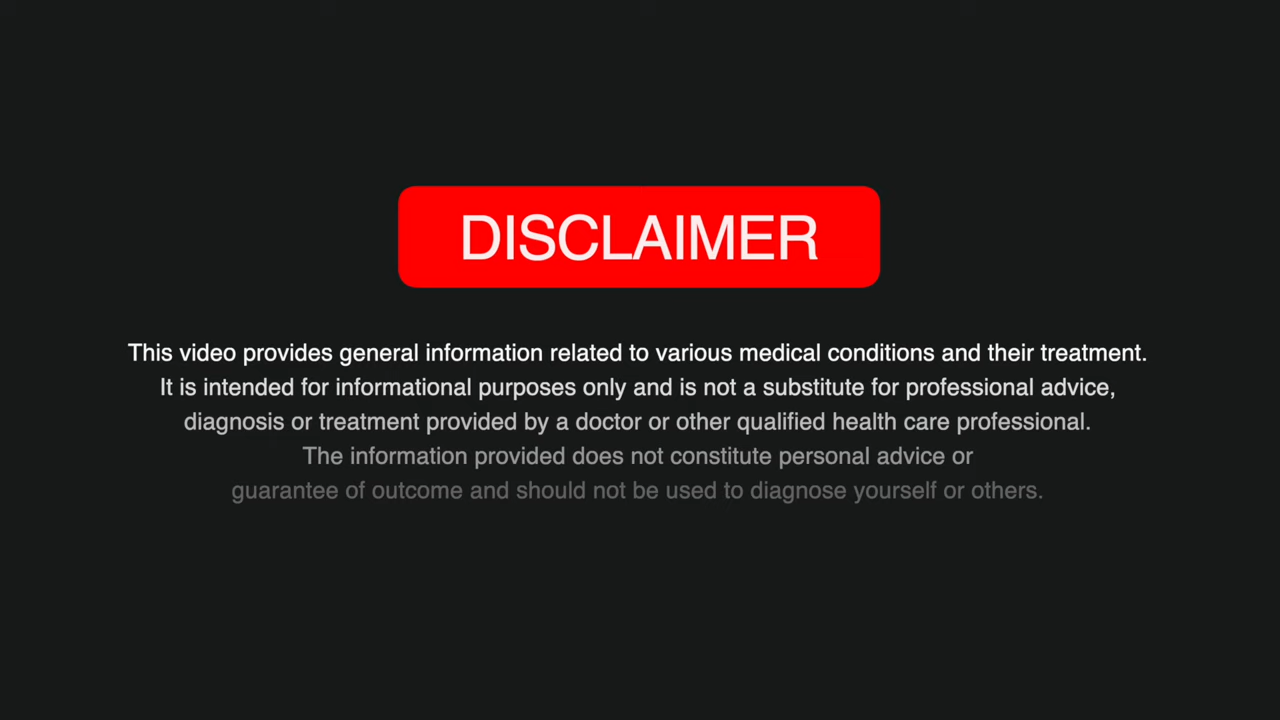 DISCLAIMER
This video provides general information related to various medical conditions and their treatment.
It is intended for informational purposes only and is not a substitute for professional advice,
diagnosis or treatment provided by a doctor or other qualified health care professional.
The information provided does not constitute personal advice or
guarantee of outcome and should not be used to diagnose yourself or others.